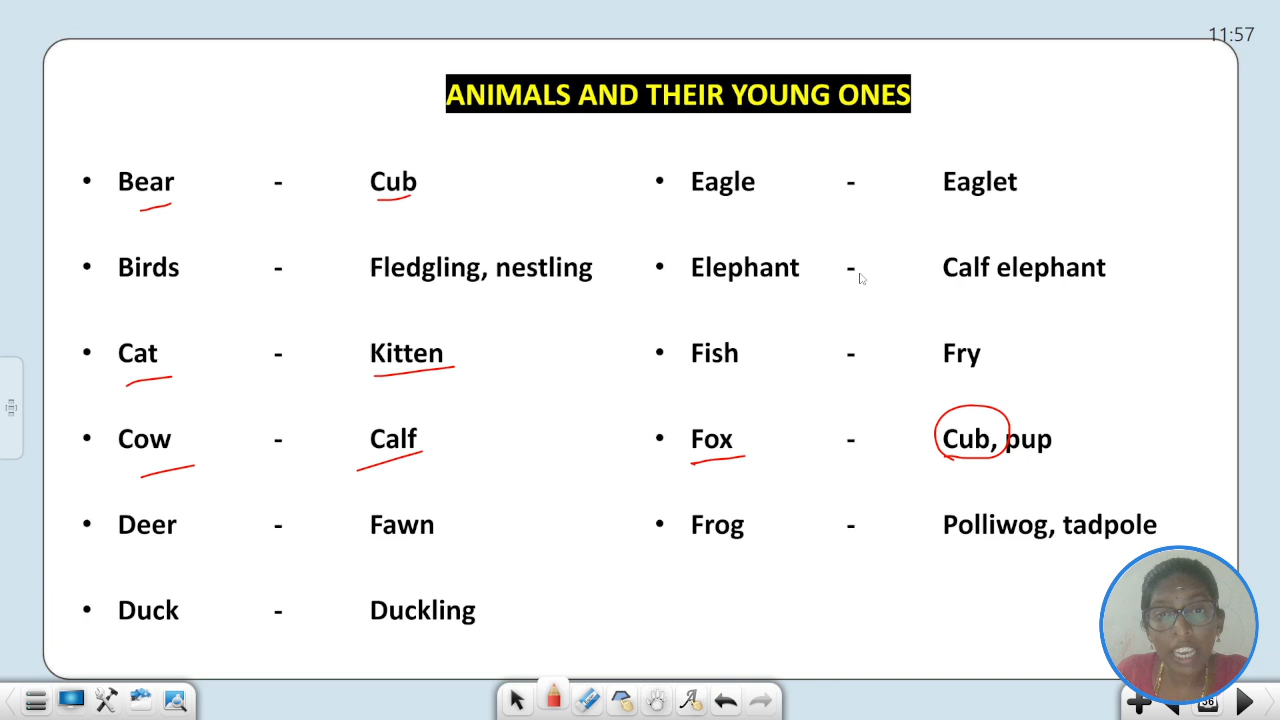 11:57
ANIMALS AND THEIR YOUNG ONES
• Bear - Cub
• Birds - Fledgling, nestling
• Cat - Kitten
• Cow - Calf
• Deer - Fawn
• Duck - Duckling
• Eagle - Eaglet
• Elephant - Calf elephant
• Fish - Fry
• Fox - Cub, pup
• Frog - Polliwog, tadpole